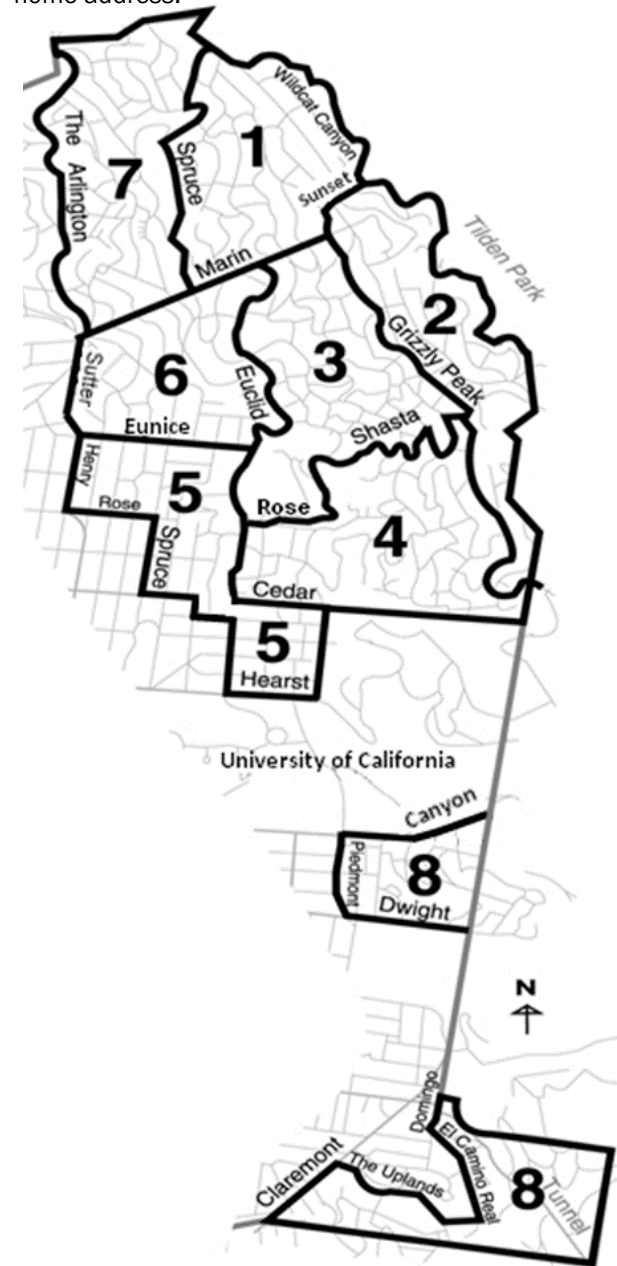 home address.
Wildcat Canyon
1
The Arlington
7
Spruce
Sunset
Marin
Tilden Park
2
Grizzly Peak
3
6
Sutter
Euclid
Shasta
Eunice
Henry
5
Rose
Rose
4
Spruce
Cedar
5
Hearst
University of California
Canyon
Piedmont
8
Dwight
N
Domingo
El Camino Real
Claremont
The Uplands
8
Tunnel